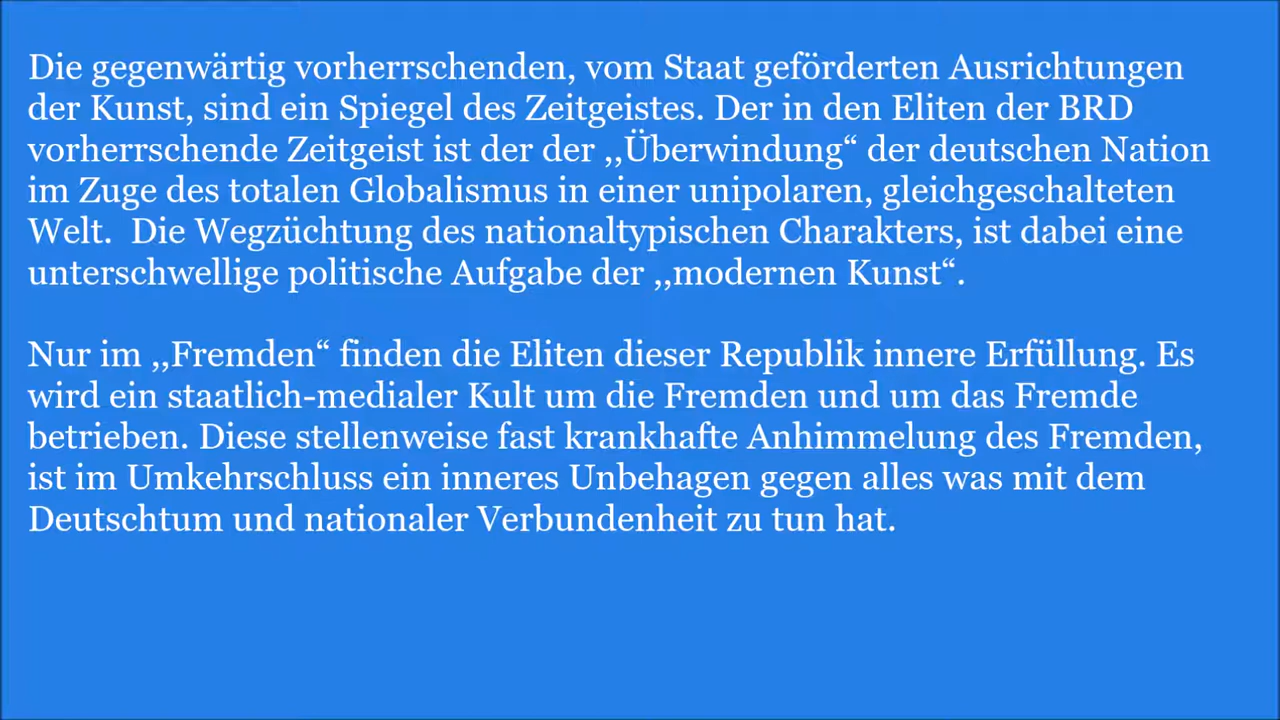 Die gegenwärtig vorherrschenden, vom Staat geförderten Ausrichtungen
der Kunst, sind ein Spiegel des Zeitgeistes. Der in den Eliten der BRD
vorherrschende Zeitgeist ist der der ,,Überwindung“ der deutschen Nation
im Zuge des totalen Globalismus in einer unipolaren, gleichgeschalteten
Welt.  Die Wegzüchtung des nationaltypischen Charakters, ist dabei eine
unterschwellige politische Aufgabe der ,,modernen Kunst“.

Nur im ,,Fremden“ finden die Eliten dieser Republik innere Erfüllung. Es
wird ein staatlich-medialer Kult um die Fremden und um das Fremde
betrieben. Diese stellenweise fast krankhafte Anhimmelung des Fremden,
ist im Umkehrschluss ein inneres Unbehagen gegen alles was mit dem
Deutschtum und nationaler Verbundenheit zu tun hat.